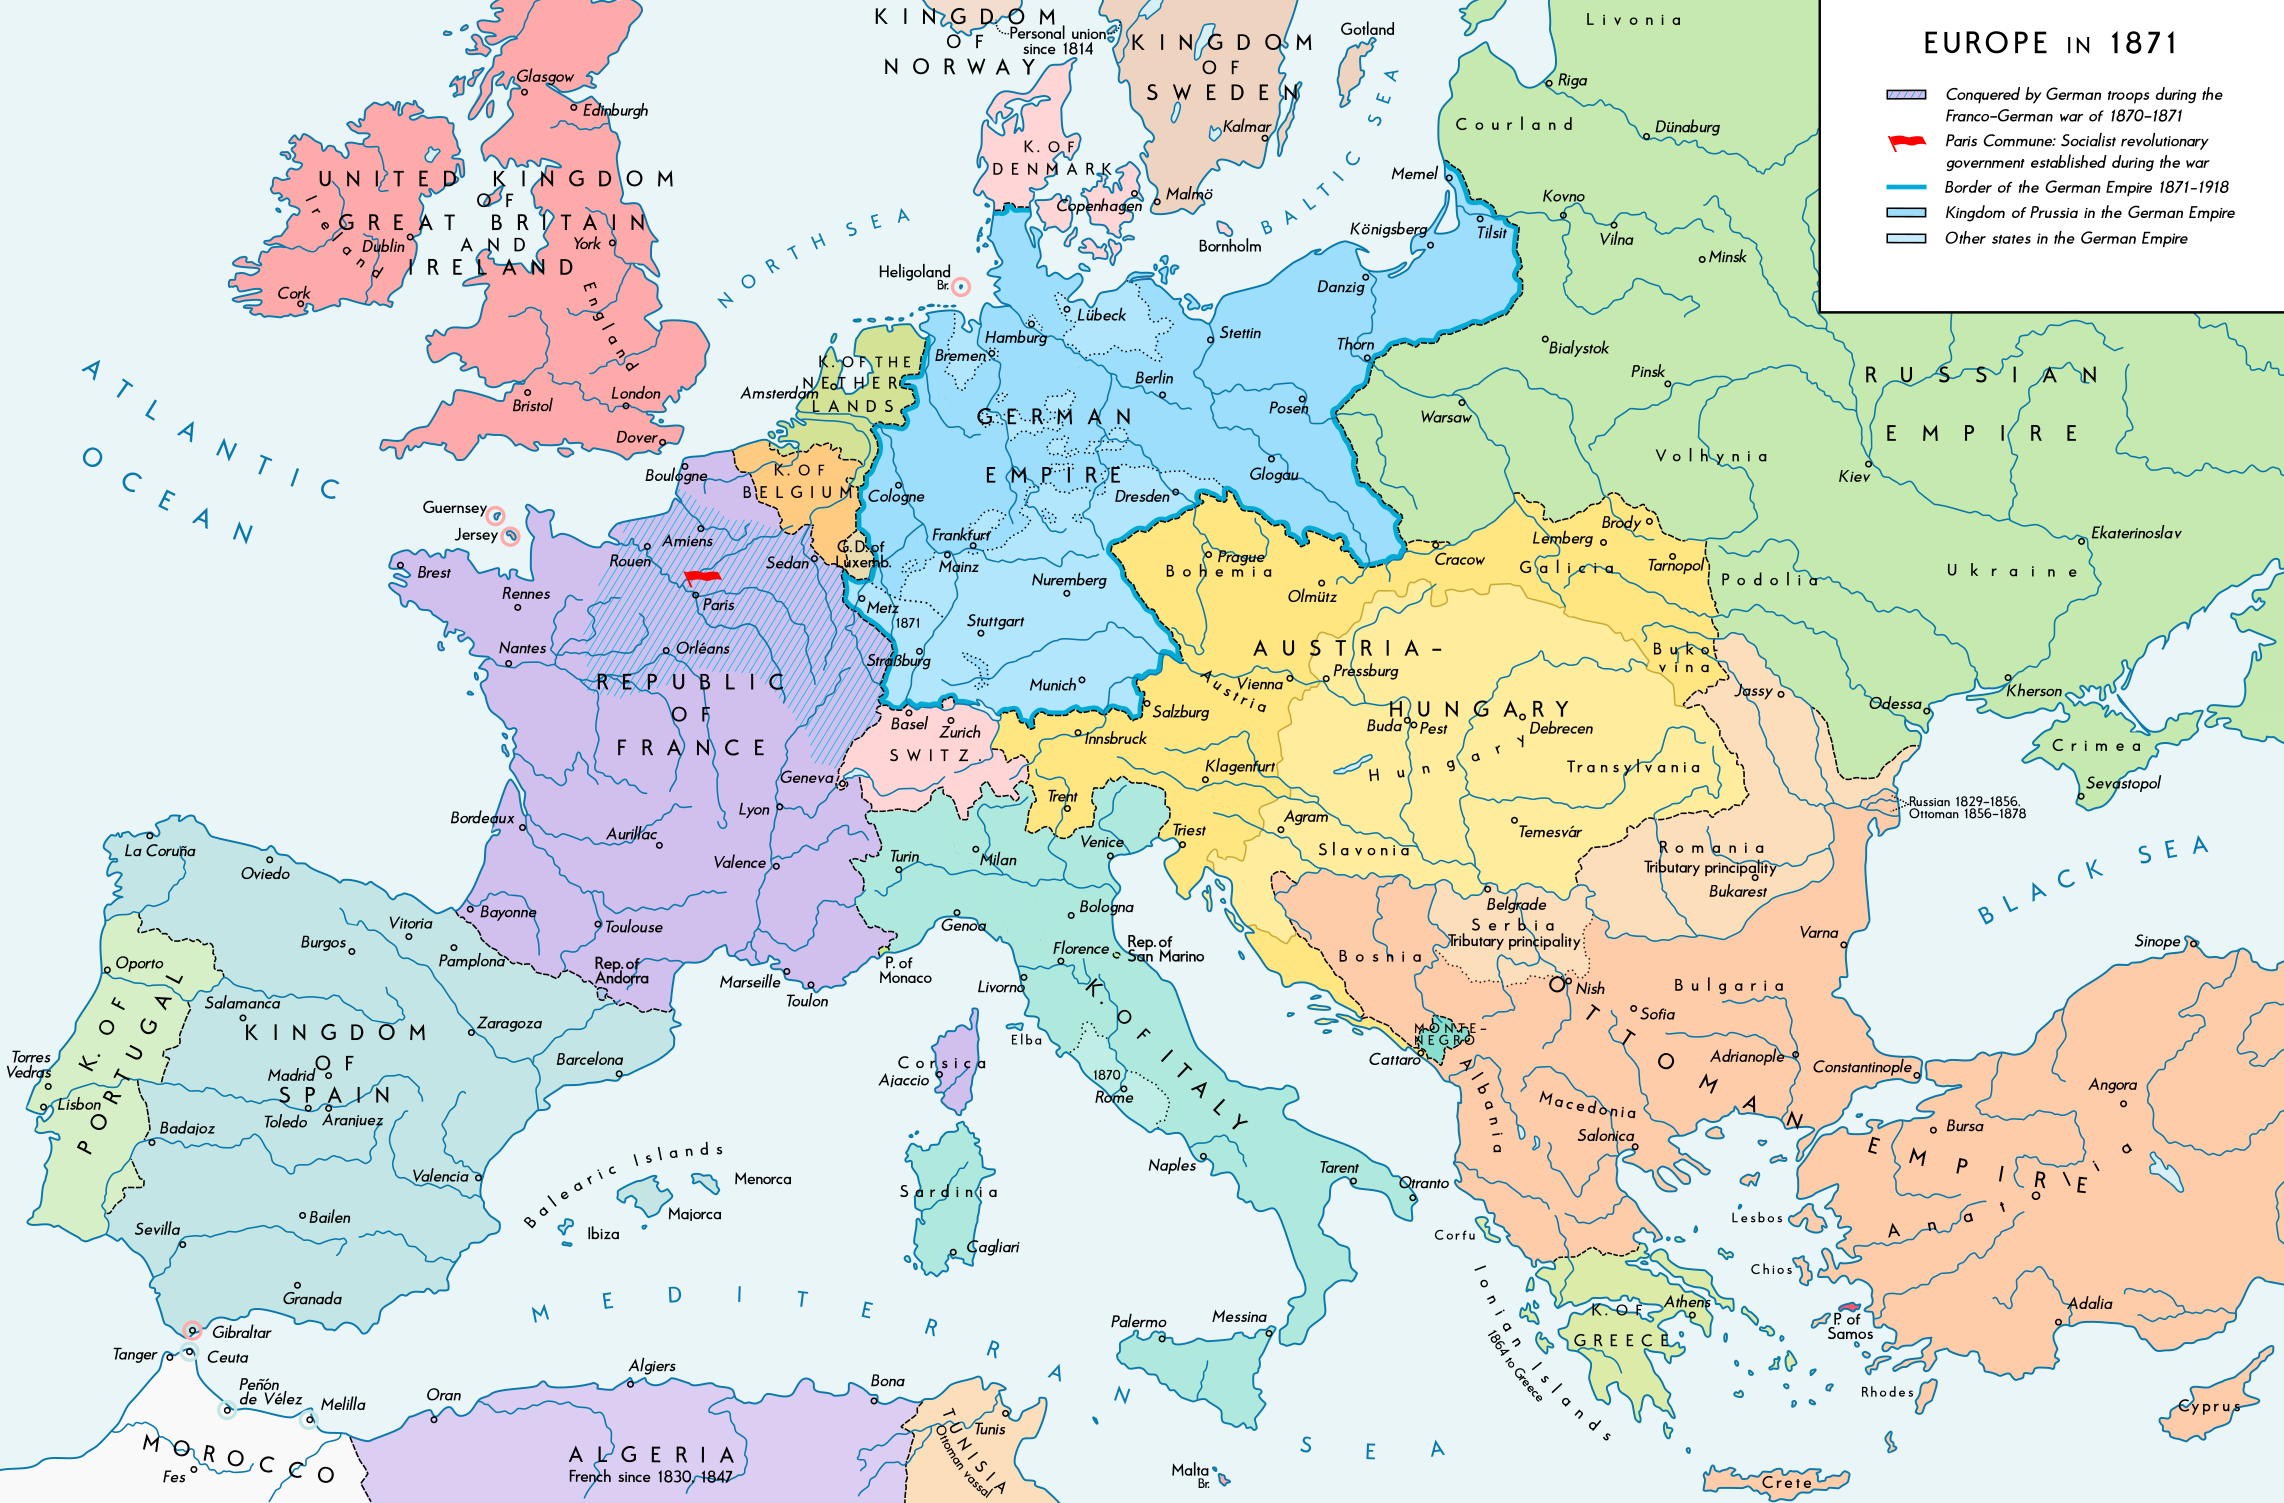 EUROPE IN 1871
Conquered by German troops during the
Franco-German war of 1870-1871
Paris Commune: Socialist revolutionary
government established during the war
Border of the German Empire 1871-1918
Kingdom of Prussia in the German Empire
Other states in the German Empire
KINGDOM
OF
NORWAY
Personal union
since 1814
KINGDOM
OF
SWEDEN
Gotland
Livonia
Riga
Courland
Dünaburg
Kalmar
Malmö
Glasgow
Edinburgh
UNITED KINGDOM
OF
GREAT BRITAIN
AND
IRELAND
Ireland
Dublin
York
Cork
England
London
Bristol
Dover
NORTH SEA
BALTIC SEA
K. OF
DENMARK
Copenhagen
Bornholm
Heligoland
Br.
Memel
Königsberg
Tilsit
Kovno
Vilna
Minsk
Danzig
Lübeck
Stettin
Hamburg
Bremen
Thorn
Bialystok
Pinsk
RUSSIAN
EMPIRE
K. OF THE
NETHER-
LANDS
Amsterdam
Berlin
Posen
Warsaw
GERMAN
EMPIRE
Volhynia
Kiev
ATLANTIC
OCEAN
Boulogne
K. OF
BELGIUM
Cologne
Dresden
Glogau
Guernsey
Jersey
Amiens
Rouen
Sedan
G.D. of
Luxemb.
Frankfurt
Mainz
Prague
Bohemia
Brody
Lemberg
Cracow
Galicia
Tarnopol
Ekaterinoslav
Ukraine
Podolia
Brest
Rennes
Paris
Metz
1871
Nuremberg
Olmütz
Nantes
Orléans
Straßburg
Stuttgart
Munich
REPUBLIC
OF
FRANCE
AUSTRIA-
HUNGARY
Buko
vina
Vienna
Pressburg
Austria
Salzburg
Buda
Pest
Debrecen
Hungary
Transylvania
Jassy
Odessa
Kherson
Crimea
Sevastopol
Russian 1829-1856.
Ottoman 1856-1878
Basel
Zurich
SWITZ.
Innsbruck
Klagenfurt
Geneva
Lyon
Trent
Agram
Temesvár
Triest
Slavonia
Bordeaux
Aurillac
Valence
Turin
Milan
Venice
Romania
Tributary principality
Bukarest
BLACK SEA
La Coruña
Oviedo
Bayonne
Toulouse
Vitoria
Burgos
Pamplona
Genoa
Bologna
Florence
Rep. of
San Marino
Belgrade
Serbia
Tributary principality
Bosnia
Varna
Sinope
Oporto
Salamanca
Rep. of
Andorra
Marseille
Toulon
P. of
Monaco
Livorno
Nish
Bulgaria
Sofia
K. OF
PORTUGAL
KINGDOM
OF
SPAIN
Zaragoza
Barcelona
Madrid
Toledo
Aranjuez
Torres
Vedras
Lisbon
Badajoz
Corsica
Ajaccio
Elba
K. OF ITALY
1870
Rome
MONTE-
NEGRO
Cattaro
Albania
OTTOMAN EMPIRE
Adrianople
Constantinople
Angora
Macedonia
Salonica
Bursa
Valencia
Balearic Islands
Menorca
Majorca
Ibiza
Sardinia
Cagliari
Naples
Tarent
Otranto
Corfu
Lesbos
Anatolia
Bailen
Sevilla
Granada
Chios
Ionian Islands
1864 to Greece
K. OF
GREECE
Athens
P. of
Samos
Adalia
Gibraltar
Tanger
Ceuta
Peñón
de Vélez
Melilla
MEDITERRANEAN SEA
Palermo
Messina
Rhodes
Cyprus
MOROCCO
Fes
Oran
Algiers
Bona
ALGERIA
French since 1830, 1847
Tunis
TUNISIA
Ottoman vassal
Malta
Br.
Crete